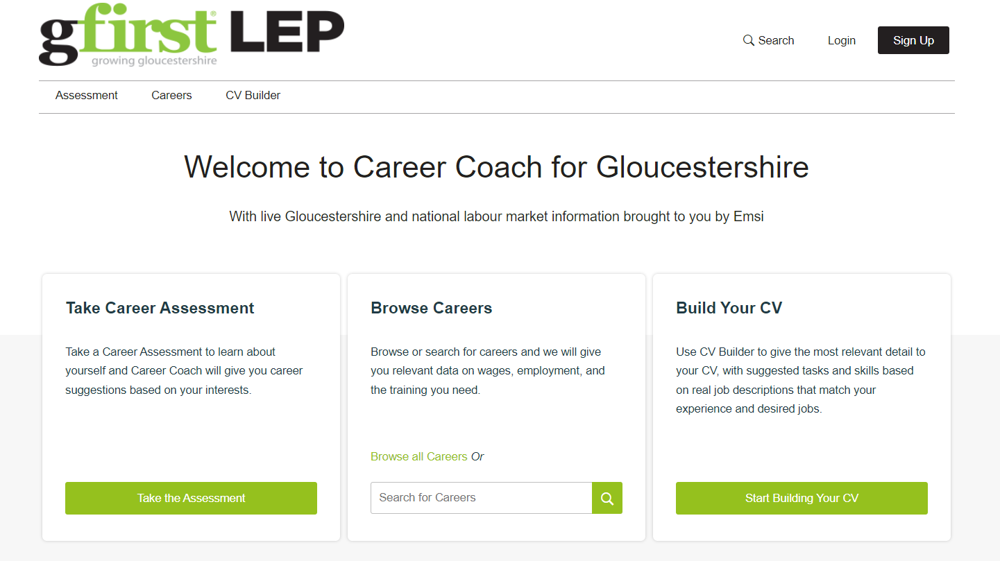 gfirst® LEP
growing gloucestershire
Search Login Sign Up
Assessment Careers CV Builder
Welcome to Career Coach for Gloucestershire
With live Gloucestershire and national labour market information brought to you by Emsi
Take Career Assessment
Take a Career Assessment to learn about
yourself and Career Coach will give you career
suggestions based on your interests.
Take the Assessment
Browse Careers
Browse or search for careers and we will give
you relevant data on wages, employment, and
the training you need.
Browse all Careers Or
Search for Careers
Build Your CV
Use CV Builder to give the most relevant detail to
your CV, with suggested tasks and skills based
on real job descriptions that match your
experience and desired jobs.
Start Building Your CV